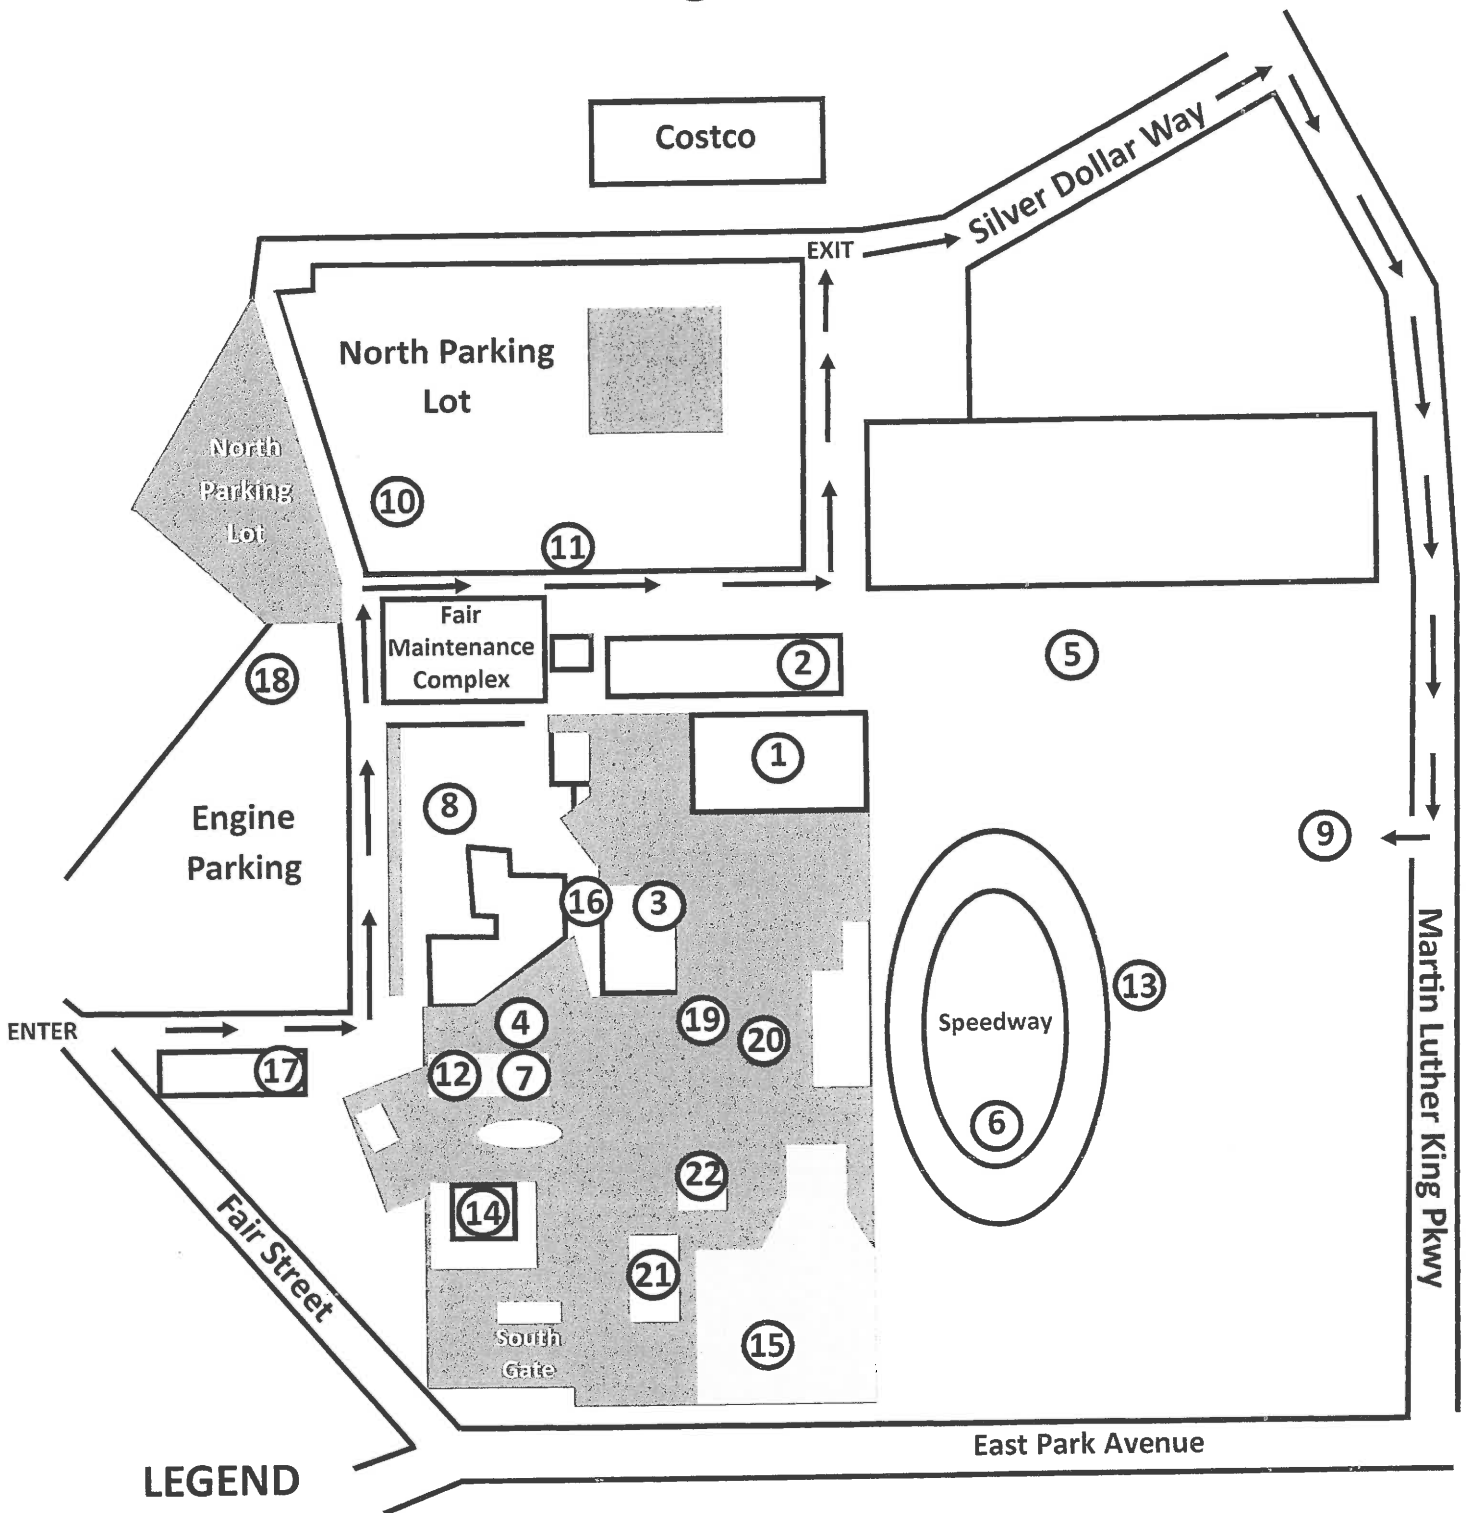 Costco
Silver Dollar Way
EXIT
North Parking
Lot
North
Parking
Lot
10
11
Fair
Maintenance
Complex
2
5
18
1
8
Engine
Parking
9
16
3
13
4
19
20
Speedway
ENTER
17
12
7
6
22
14
21
15
Fair Street
South
Gate
Martin Luther King Pkwy
East Park Avenue
LEGEND